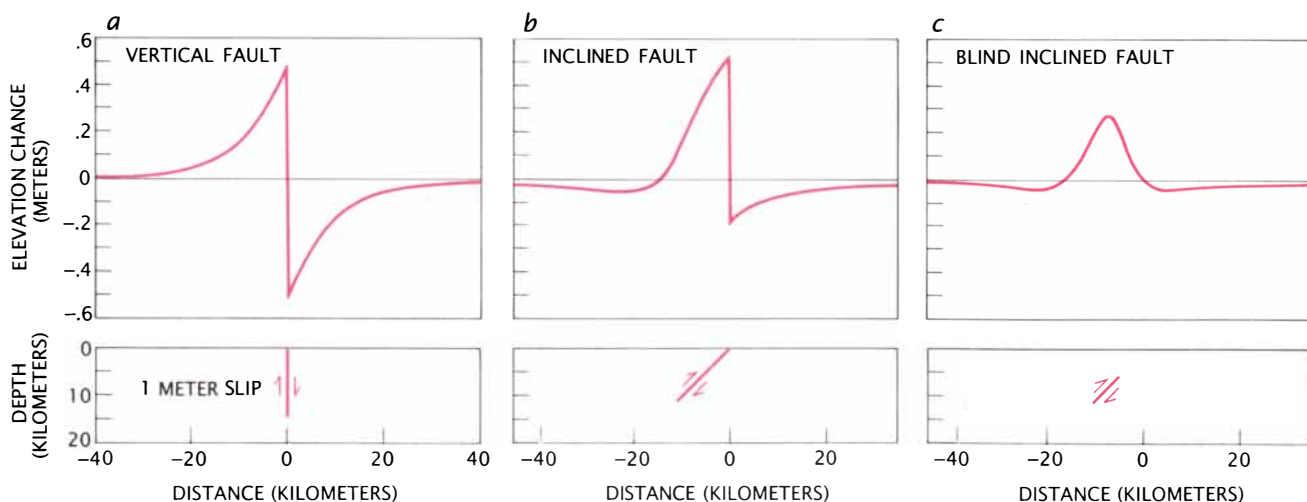 a
b
c
VERTICAL FAULT
INCLINED FAULT
BLIND INCLINED FAULT
ELEVATION CHANGE
(METERS)
.6
.4
.2
0
-.2
-.4
-.6
DEPTH
(KILOMETERS)
0
10
20
1 METER SLIP
-40 -20 0 20 40
-40 -20 0 20
-40 -20 0 20
DISTANCE (KILOMETERS)
DISTANCE (KILOMETERS)
DISTANCE (KILOMETERS)